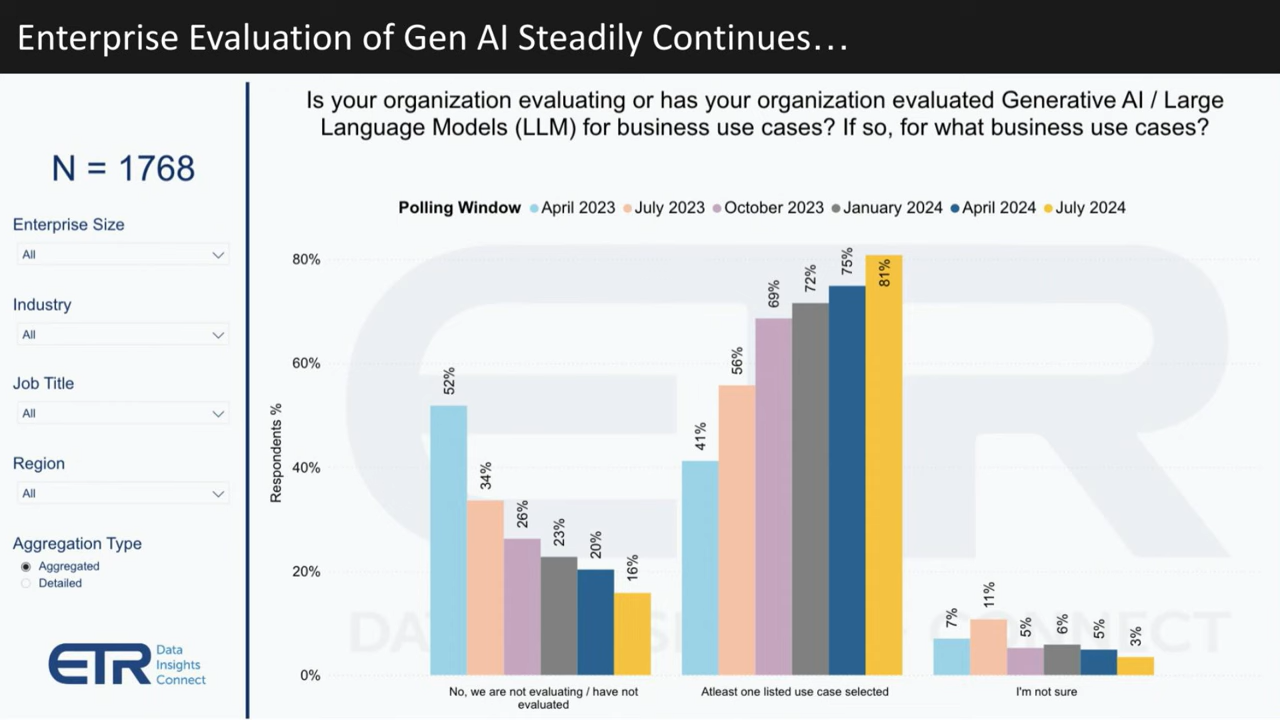 Enterprise Evaluation of Gen AI Steadily Continues...
N = 1768
Enterprise Size
All
Industry
All
Job Title
All
Region
All
Aggregation Type
Aggregated
Detailed
ETR Data
Insights
Connect
Is your organization evaluating or has your organization evaluated Generative AI / Large
Language Models (LLM) for business use cases? If so, for what business use cases?
Polling Window April 2023 July 2023 October 2023 January 2024 April 2024 July 2024
Respondents %
80%
60%
40%
20%
0%
52%
34%
26%
23%
20%
16%
41%
56%
69%
72%
75%
81%
7%
11%
5%
6%
5%
3%
No, we are not evaluating / have not
evaluated
Atleast one listed use case selected
I'm not sure